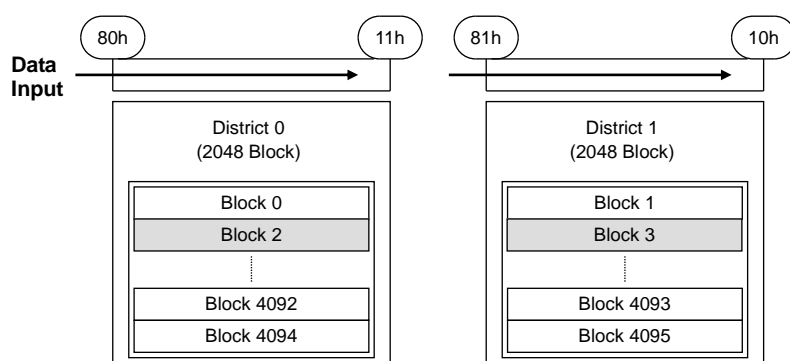 80h
11h
81h
10h
Data
Input
District 0
(2048 Block)
District 1
(2048 Block)
Block 0
Block 2
Block 4092
Block 4094
Block 1
Block 3
Block 4093
Block 4095